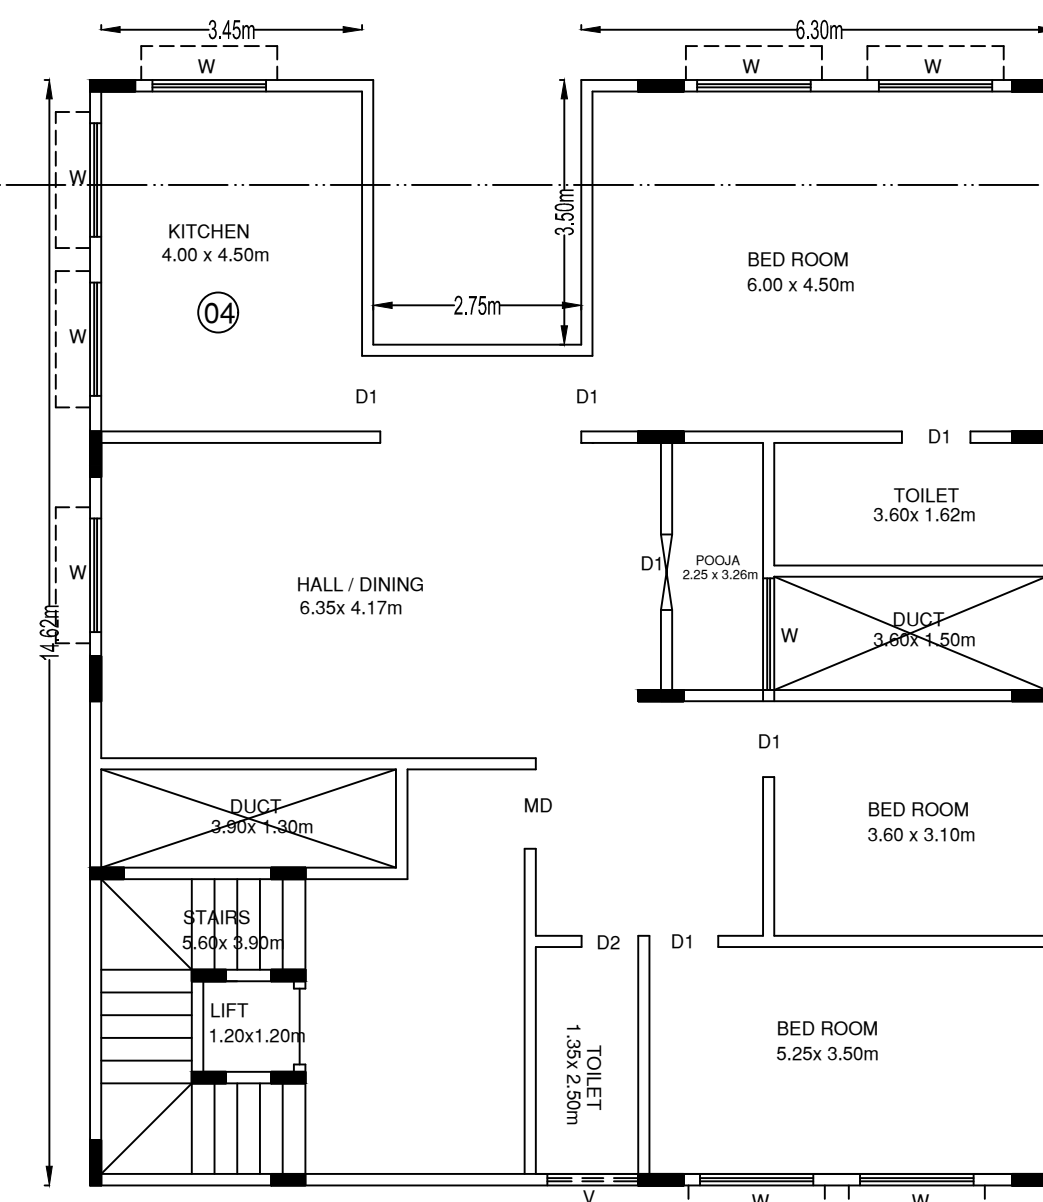 3.45m
6.30m
W
W
W
W
3.50m
KITCHEN
4.00 x 4.50m
BED ROOM
6.00 x 4.50m
04
2.75m
W
D1
D1
D1
TOILET
3.60x 1.62m
D1
POOJA
2.25 x 3.26m
W
HALL / DINING
6.35x 4.17m
14.62m
W
DUCT
3.60x 1.50m
D1
DUCT
3.90x 1.30m
MD
BED ROOM
3.60 x 3.10m
STAIRS
5.60x 3.90m
D2
D1
LIFT
1.20x1.20m
TOILET
1.35x 2.50m
BED ROOM
5.25x 3.50m
V
W
W